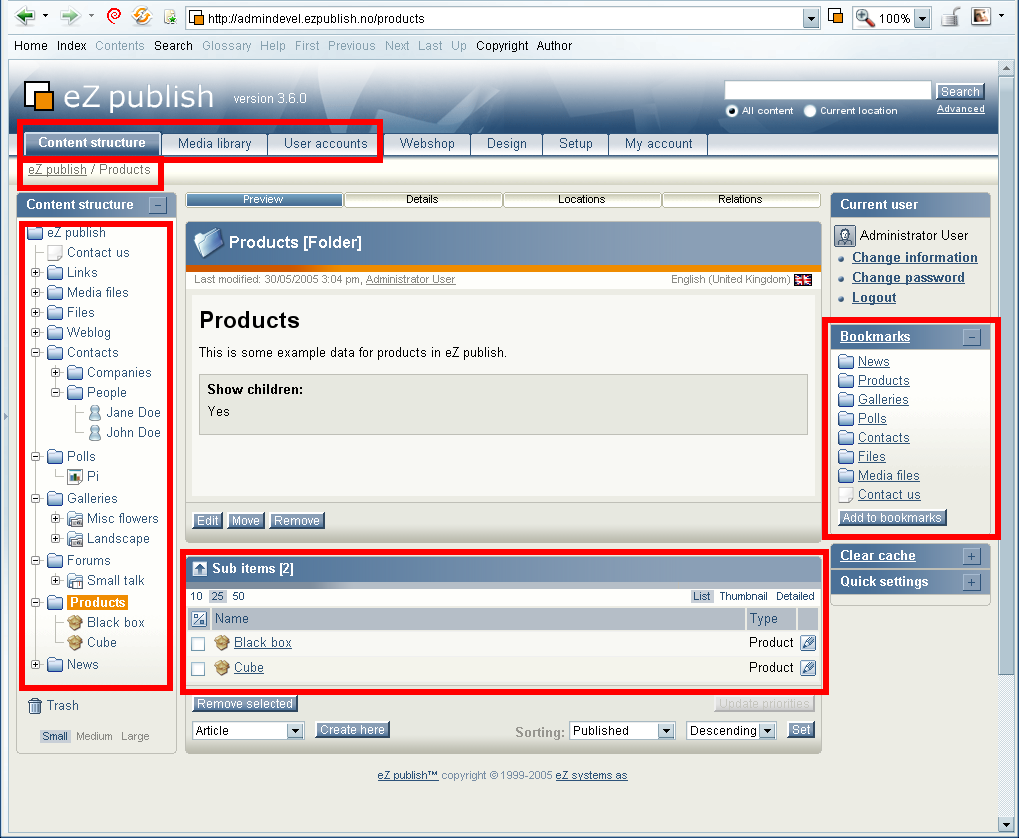 http://admindevel.ezpublish.no/products
100%
Home Index Contents Search Glossary Help First Previous Next Last Up Copyright Author
eZ publish version 3.6.0
Search
All content Current location Advanced
Content structure Media library User accounts Webshop Design Setup My account
eZ publish / Products
Content structure
eZ publish
Contact us
Links
Media files
Files
Weblog
Contacts
Companies
People
Jane Doe
John Doe
Polls
Pi
Galleries
Misc flowers
Landscape
Forums
Small talk
Products
Black box
Cube
News
Trash
Small Medium Large
Preview Details Locations Relations
Products [Folder]
Last modified: 30/05/2005 3:04 pm, Administrator User English (United Kingdom)
Products
This is some example data for products in eZ publish.
Show children:
Yes
Edit Move Remove
Sub items [2]
10 25 50 List Thumbnail Detailed
Name Type
Black box Product
Cube Product
Remove selected Update priorities
Article Create here Sorting: Published Descending Set
Current user
Administrator User
Change information
Change password
Logout
Bookmarks
News
Products
Galleries
Polls
Contacts
Files
Media files
Contact us
Add to bookmarks
Clear cache
Quick settings
eZ publish™ copyright © 1999-2005 eZ systems as